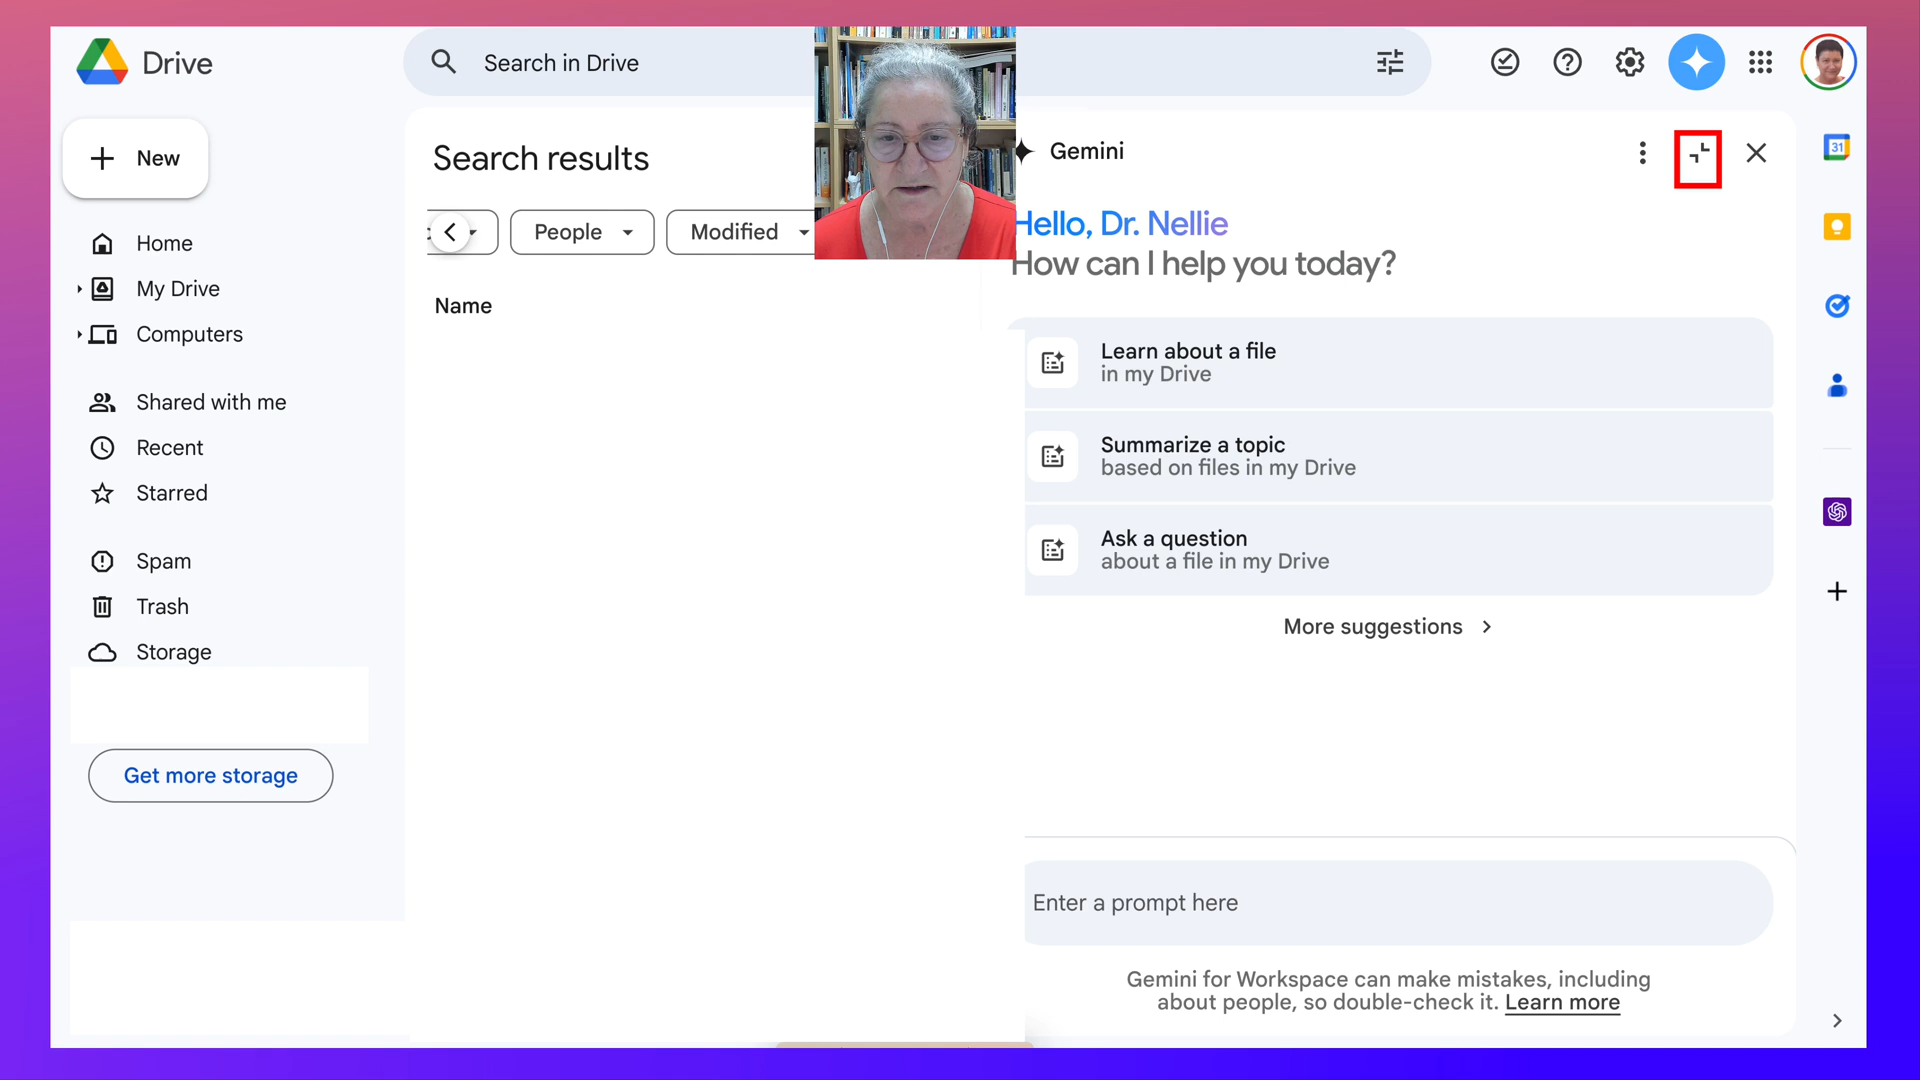 Drive
Search in Drive
New
Search results
Gemini
People
Modified
Hello, Dr. Nellie
How can I help you today?
Home
My Drive
Computers
Name
Learn about a file
in my Drive
Shared with me
Recent
Starred
Summarize a topic
based on files in my Drive
Ask a question
about a file in my Drive
Spam
Trash
Storage
More suggestions
Get more storage
Enter a prompt here
Gemini for Workspace can make mistakes, including
about people, so double-check it. Learn more
31